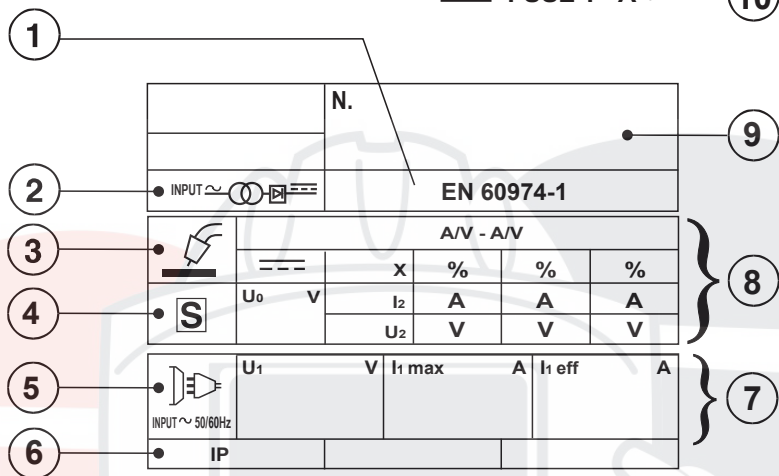 10
1
N.
9
2
INPUT
EN 60974-1
3
A/V - A/V
X % % %
8
4
S
U0 V
I2 A A A
U2 V V V
5
U1 V I1 max A I1 eff A
7
INPUT ~ 50/60Hz
6
IP